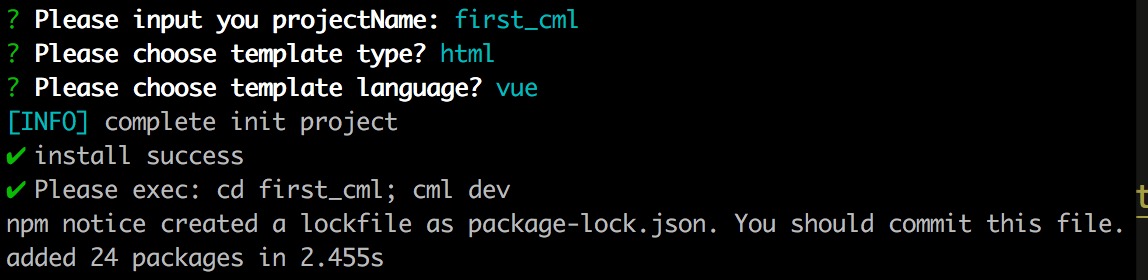 ? Please input you projectName: first_cml
? Please choose template type? html
? Please choose template language? vue
[INFO] complete init project
✔ install success
✔ Please exec: cd first_cml; cml dev
npm notice created a lockfile as package-lock.json. You should commit this file.
added 24 packages in 2.455s
t